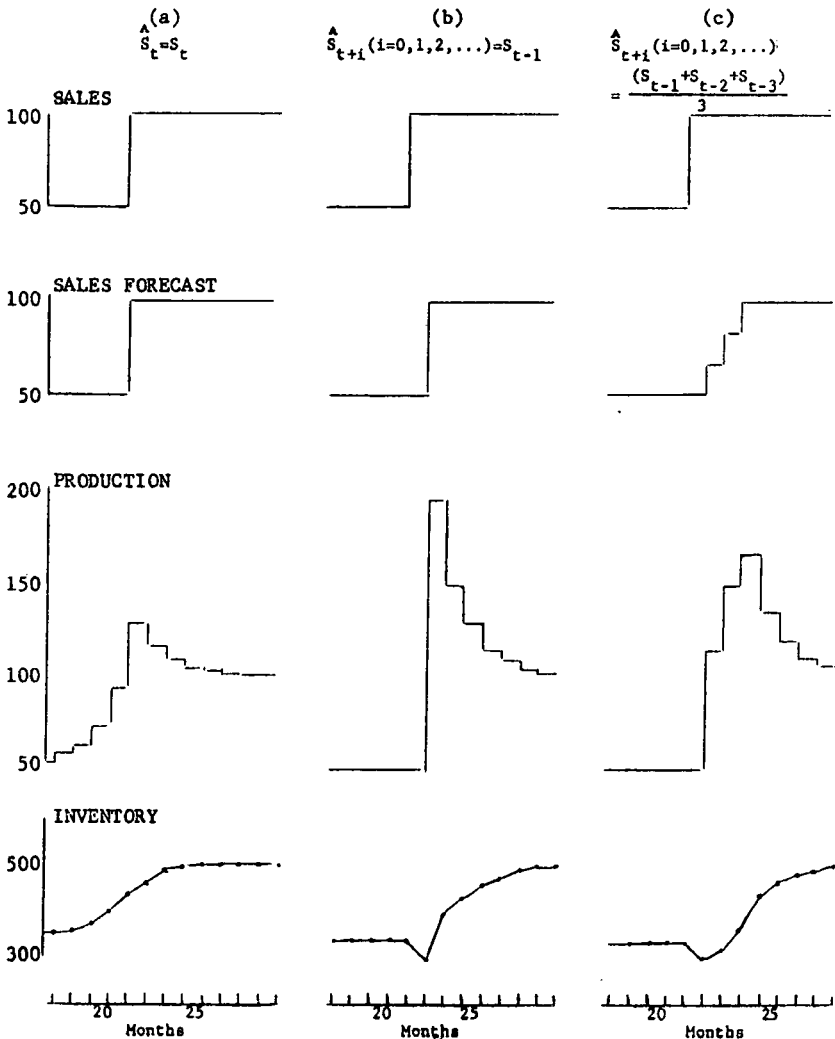 (a)
Ŝt=St
(b)
Ŝt+i(i=0,1,2,...)=St-1
(c)
Ŝt+i(i=0,1,2,...)
= (St-1+St-2+St-3)
3
SALES
100
50
SALES FORECAST
100
50
PRODUCTION
200
150
100
50
INVENTORY
500
300
20 25
Months
20 25
Months
20 25
Months